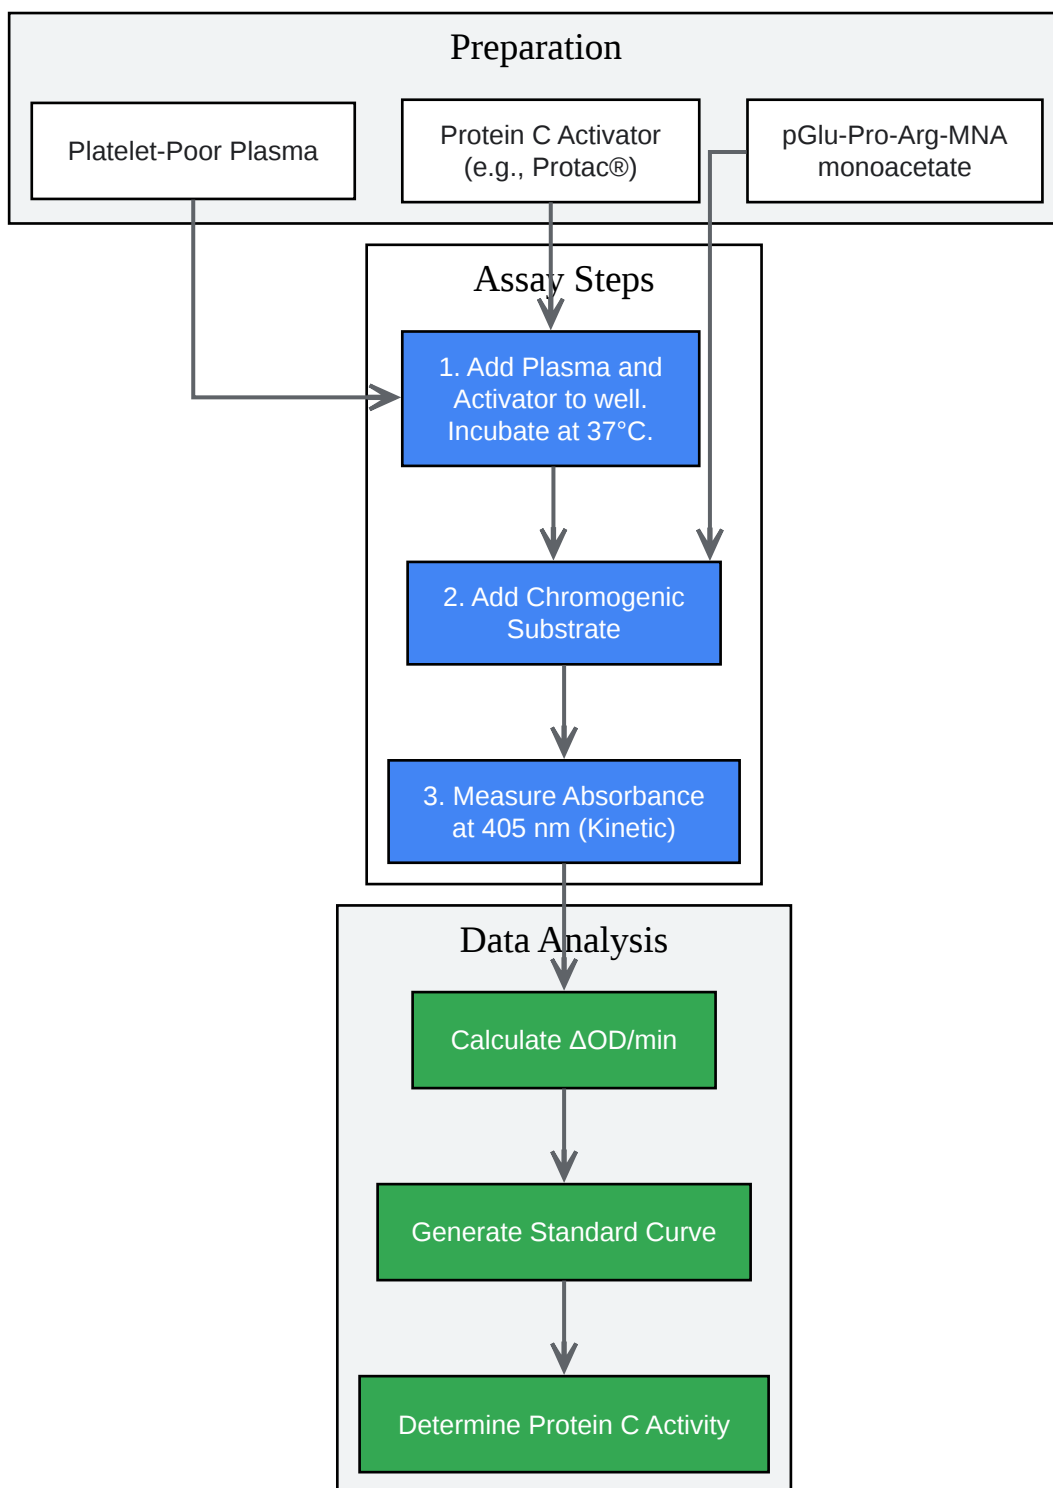 Preparation
Platelet-Poor Plasma
Protein C Activator
(e.g., Protac®)
pGlu-Pro-Arg-MNA
monoacetate
Assay Steps
1. Add Plasma and
Activator to well.
Incubate at 37°C.
2. Add Chromogenic
Substrate
3. Measure Absorbance
at 405 nm (Kinetic)
Data Analysis
Calculate ΔOD/min
Generate Standard Curve
Determine Protein C Activity